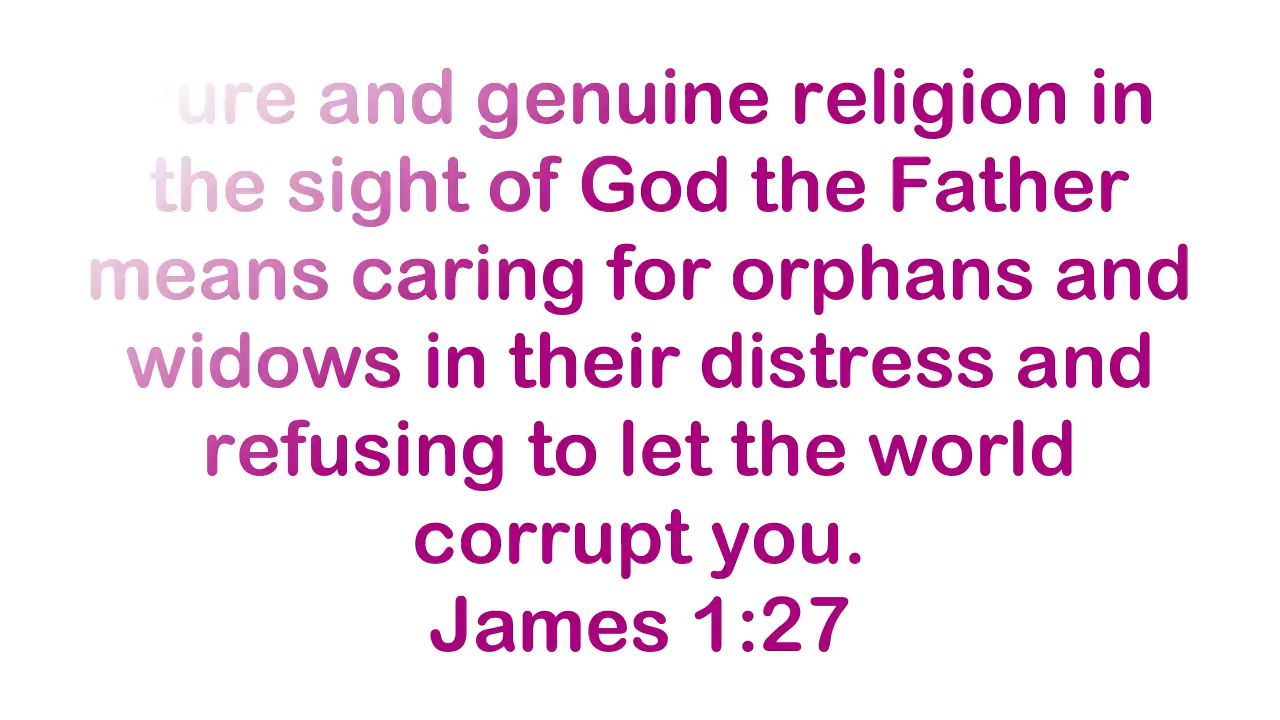 Pure and genuine religion in
the sight of God the Father
means caring for orphans and
widows in their distress and
refusing to let the world
corrupt you.
James 1:27